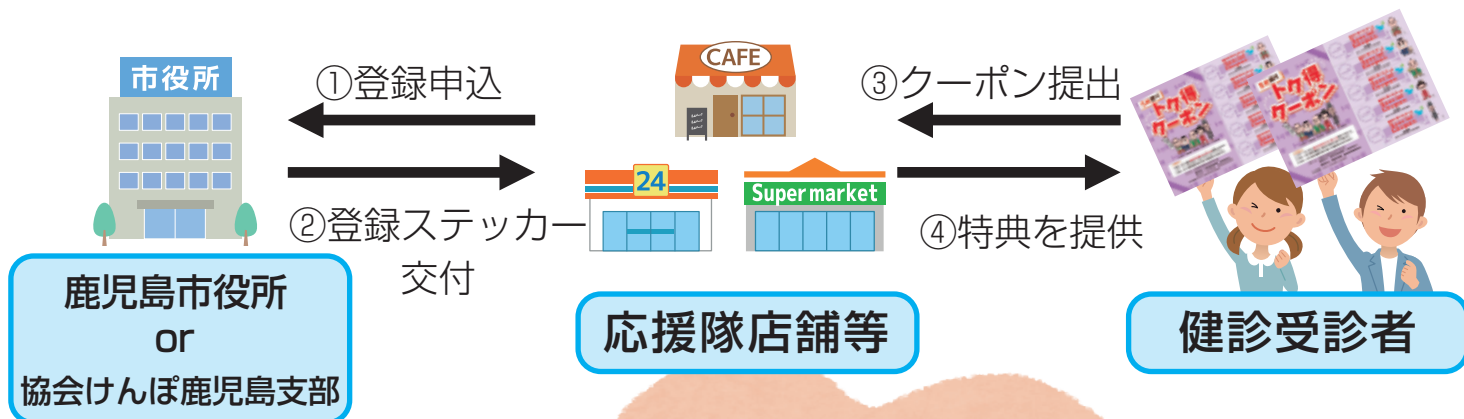 市役所
①登録申込
②登録ステッカー
交付
鹿児島市役所
or
協会けんぽ鹿児島支部
CAFE
24
Super market
応援隊店舗等
③クーポン提出
④特典を提供
トク得
クーポン
トク得
クーポン
健診受診者